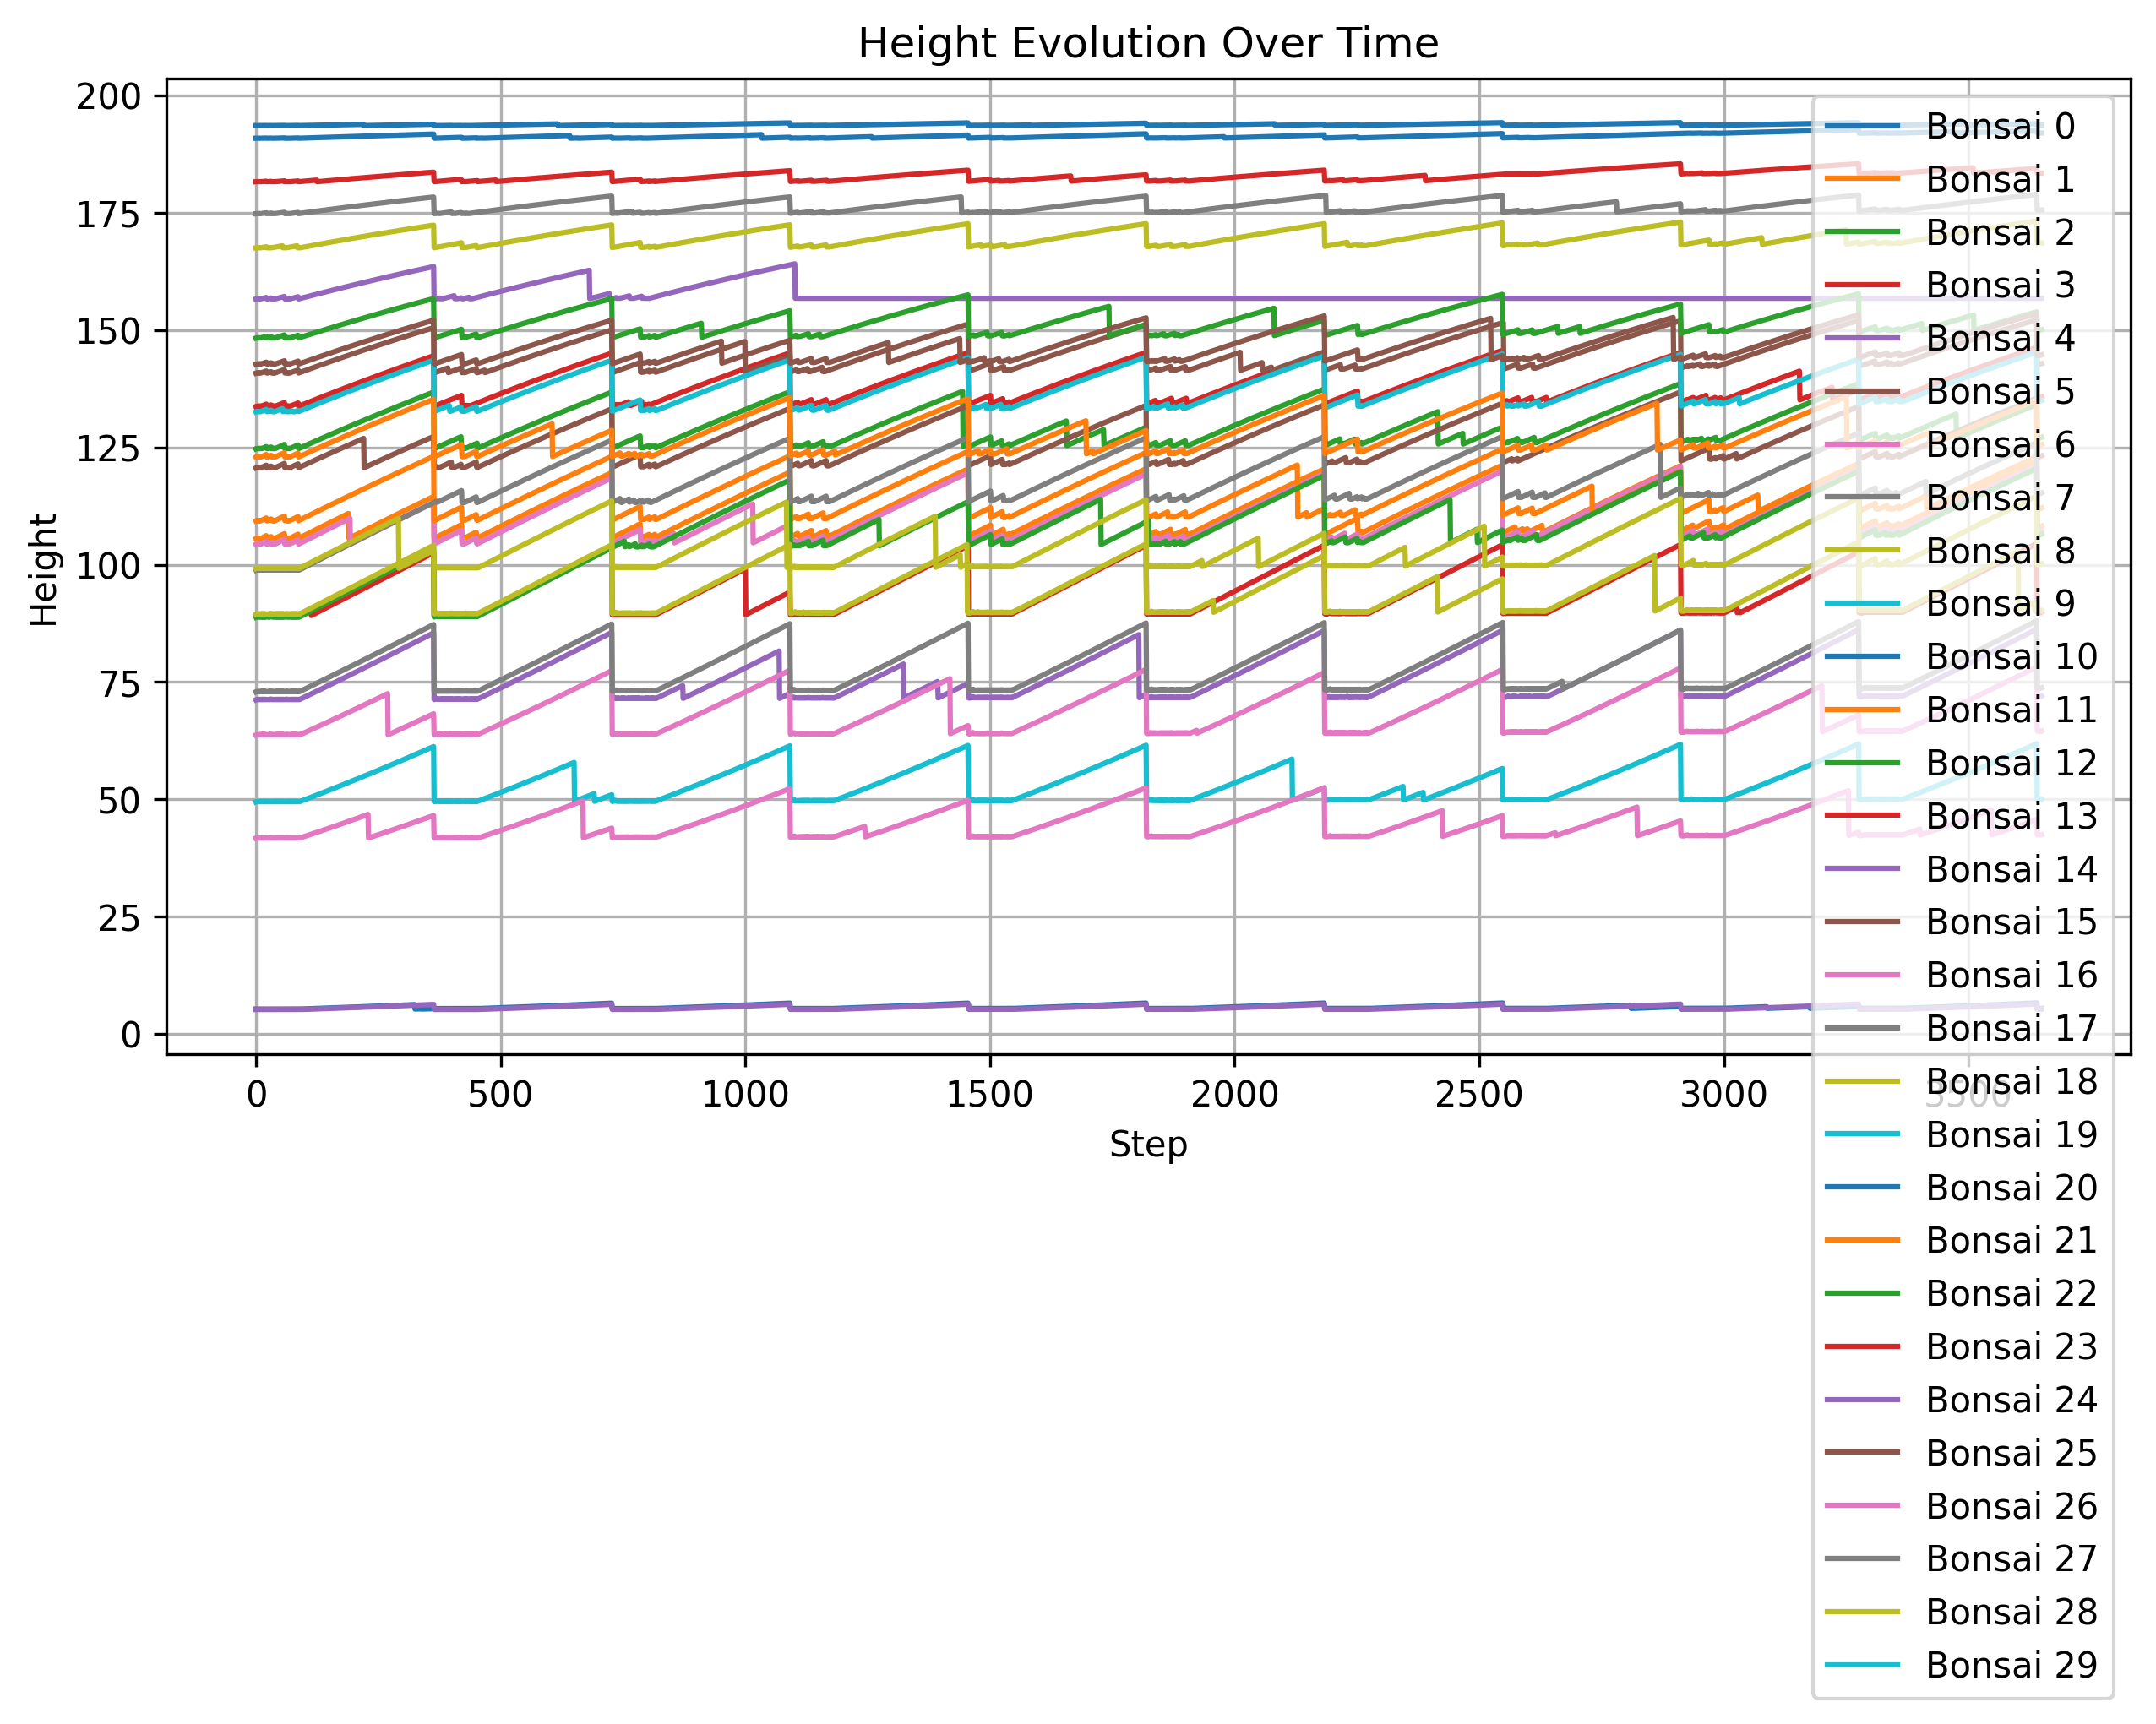 Height Evolution Over Time
200
175
150
125
100
75
50
25
0
Height
0
500
1000
1500
2000
2500
3000
3500
Step
Bonsai 0
Bonsai 1
Bonsai 2
Bonsai 3
Bonsai 4
Bonsai 5
Bonsai 6
Bonsai 7
Bonsai 8
Bonsai 9
Bonsai 10
Bonsai 11
Bonsai 12
Bonsai 13
Bonsai 14
Bonsai 15
Bonsai 16
Bonsai 17
Bonsai 18
Bonsai 19
Bonsai 20
Bonsai 21
Bonsai 22
Bonsai 23
Bonsai 24
Bonsai 25
Bonsai 26
Bonsai 27
Bonsai 28
Bonsai 29